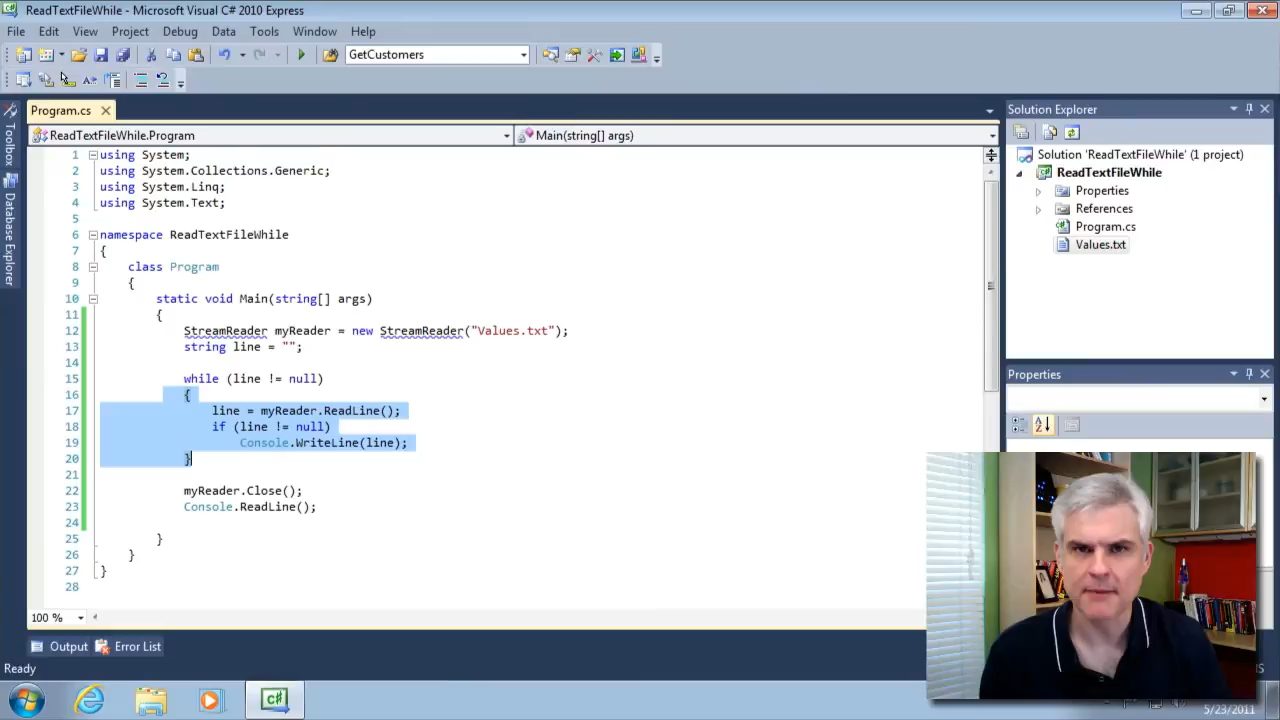 ReadTextFileWhile - Microsoft Visual C# 2010 Express
File Edit View Project Debug Data Tools Window Help
GetCustomers
Program.cs
ReadTextFileWhile.Program
Main(string[] args)
Toolbox
Database Explorer
1 using System;
2 using System.Collections.Generic;
3 using System.Linq;
4 using System.Text;
5
6 namespace ReadTextFileWhile
7 {
8 class Program
9 {
10 static void Main(string[] args)
11 {
12 StreamReader myReader = new StreamReader("Values.txt");
13 string line = "";
14
15 while (line != null)
16 {
17 line = myReader.ReadLine();
18 if (line != null)
19 Console.WriteLine(line);
20 }
21
22 myReader.Close();
23 Console.ReadLine();
24
25 }
26 }
27 }
28
100 %
Solution Explorer
Solution 'ReadTextFileWhile' (1 project)
ReadTextFileWhile
Properties
References
Program.cs
Values.txt
Properties
Output Error List
Ready
5/23/2011